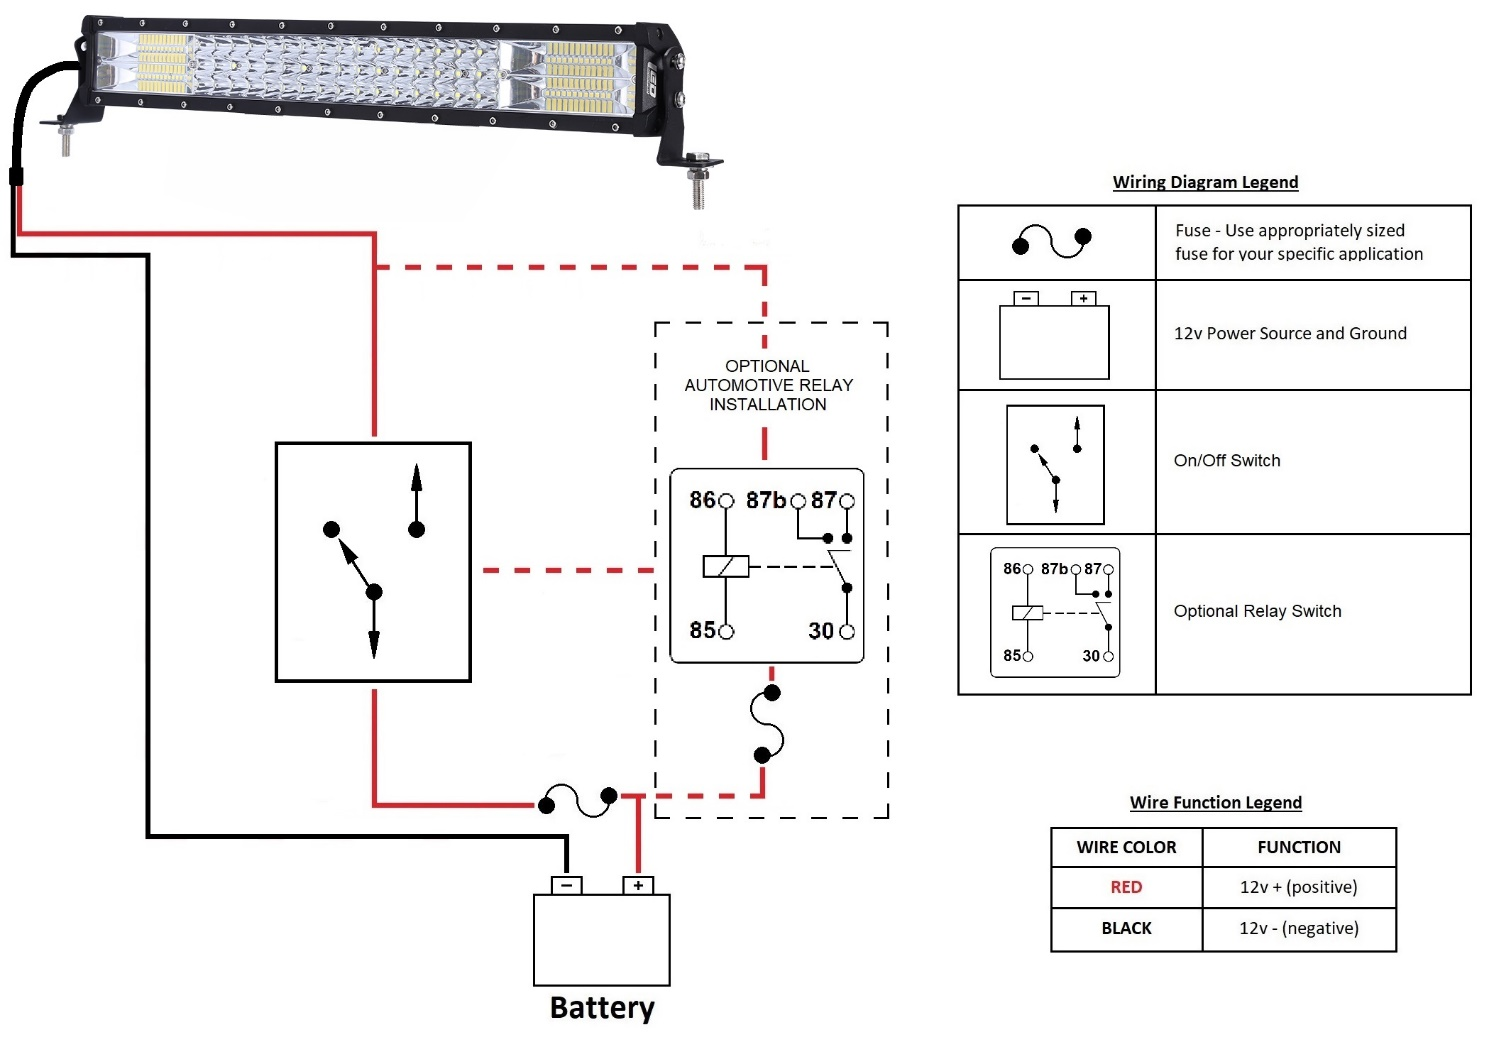 Wiring Diagram Legend
Fuse - Use appropriately sized
fuse for your specific application
- +
12v Power Source and Ground
On/Off Switch
86 87b 87
85 30
Optional Relay Switch
OPTIONAL
AUTOMOTIVE RELAY
INSTALLATION
86 87b 87
85 30
- +
Battery
Wire Function Legend
WIRE COLOR FUNCTION
RED 12v + (positive)
BLACK 12v - (negative)